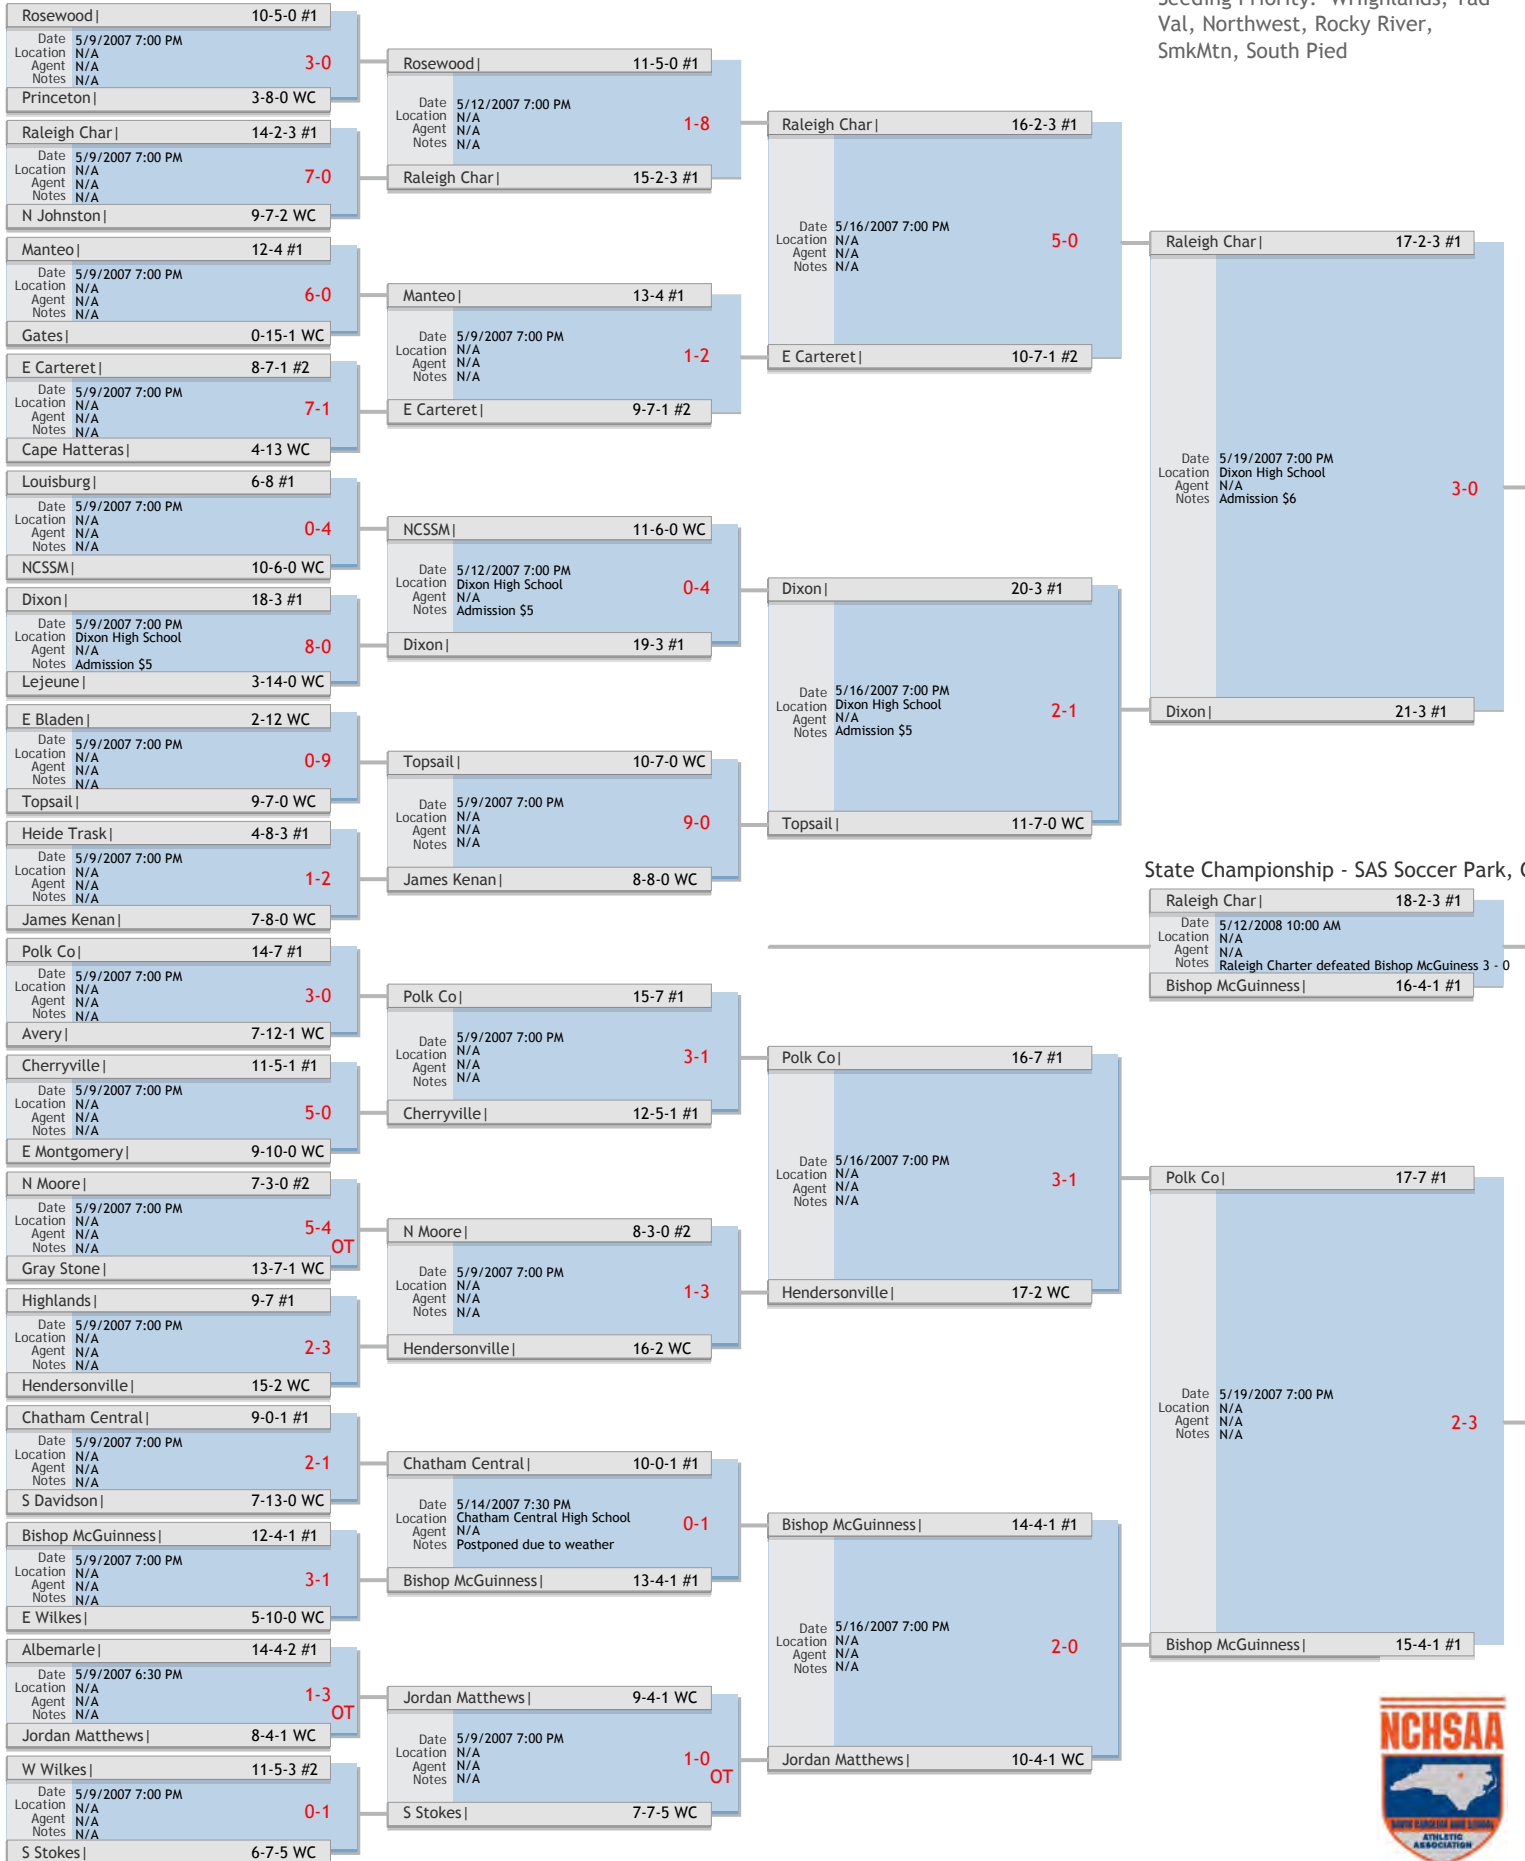 Seeding Priority: WHighlands, Yad
Val, Northwest, Rocky River,
SmkMtn, South Pied
Rosewood| 10-5-0 #1
Date 5/9/2007 7:00 PM
Location N/A
Agent N/A
Notes N/A
3-0
Princeton| 3-8-0 WC
Raleigh Char| 14-2-3 #1
Date 5/9/2007 7:00 PM
Location N/A
Agent N/A
Notes N/A
7-0
N Johnston| 9-7-2 WC
Manteo| 12-4 #1
Date 5/9/2007 7:00 PM
Location N/A
Agent N/A
Notes N/A
6-0
Gates| 0-15-1 WC
E Carteret| 8-7-1 #2
Date 5/9/2007 7:00 PM
Location N/A
Agent N/A
Notes N/A
7-1
Cape Hatteras| 4-13 WC
Louisburg| 6-8 #1
Date 5/9/2007 7:00 PM
Location N/A
Agent N/A
Notes N/A
0-4
NCSSM| 10-6-0 WC
Dixon| 18-3 #1
Date 5/9/2007 7:00 PM
Location Dixon High School
Agent N/A
Notes Admission $5
8-0
Lejeune| 3-14-0 WC
E Bladen| 2-12 WC
Date 5/9/2007 7:00 PM
Location N/A
Agent N/A
Notes N/A
0-9
Topsail| 9-7-0 WC
Heide Trask| 4-8-3 #1
Date 5/9/2007 7:00 PM
Location N/A
Agent N/A
Notes N/A
1-2
James Kenan| 7-8-0 WC
Polk Co| 14-7 #1
Date 5/9/2007 7:00 PM
Location N/A
Agent N/A
Notes N/A
3-0
Avery| 7-12-1 WC
Cherryville| 11-5-1 #1
Date 5/9/2007 7:00 PM
Location N/A
Agent N/A
Notes N/A
5-0
E Montgomery| 9-10-0 WC
N Moore| 7-3-0 #2
Date 5/9/2007 7:00 PM
Location N/A
Agent N/A
Notes N/A
5-4
OT
Gray Stone| 13-7-1 WC
Highlands| 9-7 #1
Date 5/9/2007 7:00 PM
Location N/A
Agent N/A
Notes N/A
2-3
Hendersonville| 15-2 WC
Chatham Central| 9-0-1 #1
Date 5/9/2007 7:00 PM
Location N/A
Agent N/A
Notes N/A
2-1
S Davidson| 7-13-0 WC
Bishop McGuinness| 12-4-1 #1
Date 5/9/2007 7:00 PM
Location N/A
Agent N/A
Notes N/A
3-1
E Wilkes| 5-10-0 WC
Albemarle| 14-4-2 #1
Date 5/9/2007 6:30 PM
Location N/A
Agent N/A
Notes N/A
1-3
OT
Jordan Matthews| 8-4-1 WC
W Wilkes| 11-5-3 #2
Date 5/9/2007 7:00 PM
Location N/A
Agent N/A
Notes N/A
0-1
S Stokes| 6-7-5 WC
Rosewood| 11-5-0 #1
Date 5/12/2007 7:00 PM
Location N/A
Agent N/A
Notes N/A
1-8
Raleigh Char| 15-2-3 #1
Manteo| 13-4 #1
Date 5/9/2007 7:00 PM
Location N/A
Agent N/A
Notes N/A
1-2
E Carteret| 9-7-1 #2
NCSSM| 11-6-0 WC
Date 5/12/2007 7:00 PM
Location Dixon High School
Agent N/A
Notes Admission $5
0-4
Dixon| 19-3 #1
Topsail| 10-7-0 WC
Date 5/9/2007 7:00 PM
Location N/A
Agent N/A
Notes N/A
9-0
James Kenan| 8-8-0 WC
Polk Co| 15-7 #1
Date 5/9/2007 7:00 PM
Location N/A
Agent N/A
Notes N/A
3-1
Cherryville| 12-5-1 #1
N Moore| 8-3-0 #2
Date 5/9/2007 7:00 PM
Location N/A
Agent N/A
Notes N/A
1-3
Hendersonville| 16-2 WC
Chatham Central| 10-0-1 #1
Date 5/14/2007 7:30 PM
Location Chatham Central High School
Agent N/A
Notes Postponed due to weather
0-1
Bishop McGuinness| 13-4-1 #1
Jordan Matthews| 9-4-1 WC
Date 5/9/2007 7:00 PM
Location N/A
Agent N/A
Notes N/A
1-0
OT
S Stokes| 7-7-5 WC
Raleigh Char| 16-2-3 #1
Date 5/16/2007 7:00 PM
Location N/A
Agent N/A
Notes N/A
5-0
E Carteret| 10-7-1 #2
Dixon| 20-3 #1
Date 5/16/2007 7:00 PM
Location Dixon High School
Agent N/A
Notes Admission $5
2-1
Topsail| 11-7-0 WC
Polk Co| 16-7 #1
Date 5/16/2007 7:00 PM
Location N/A
Agent N/A
Notes N/A
3-1
Hendersonville| 17-2 WC
Bishop McGuinness| 14-4-1 #1
Date 5/16/2007 7:00 PM
Location N/A
Agent N/A
Notes N/A
2-0
Jordan Matthews| 10-4-1 WC
Raleigh Char| 17-2-3 #1
Date 5/19/2007 7:00 PM
Location Dixon High School
Agent N/A
Notes Admission $6
3-0
Dixon| 21-3 #1
State Championship - SAS Soccer Park,
Raleigh Char| 18-2-3 #1
Date 5/12/2008 10:00 AM
Location N/A
Agent N/A
Notes Raleigh Charter defeated Bishop McGuiness 3 - 0
Bishop McGuinness| 16-4-1 #1
Polk Co| 17-7 #1
Date 5/19/2007 7:00 PM
Location N/A
Agent N/A
Notes N/A
2-3
Bishop McGuinness| 15-4-1 #1
NCHSAA
NORTH CAROLINA HIGH SCHOOL
ATHLETIC
ASSOCIATION